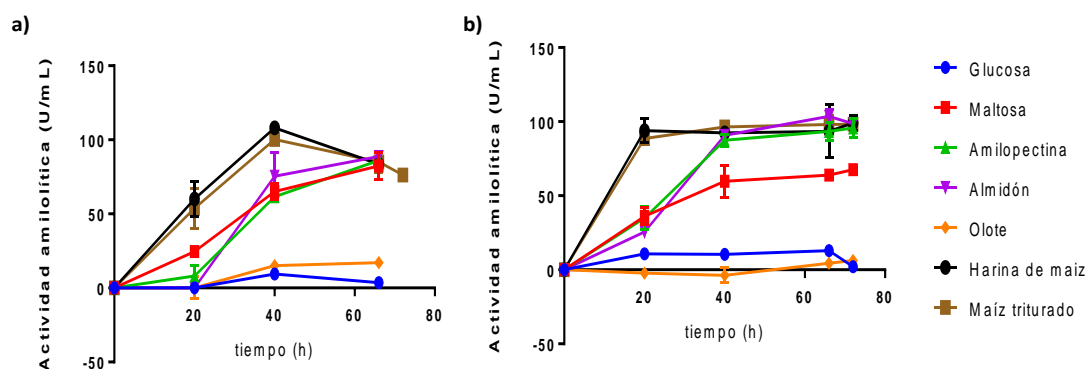 a)
Actividad amilolítica (U/mL)
150
100
50
0
-50
20
40
60
80
tiempo (h)
b)
Actividad amilolítica (U/mL)
150
100
50
0
-50
20
40
60
80
tiempo (h)
Glucosa
Maltosa
Amilopectina
Almidón
Olote
Harina de maiz
Maíz triturado